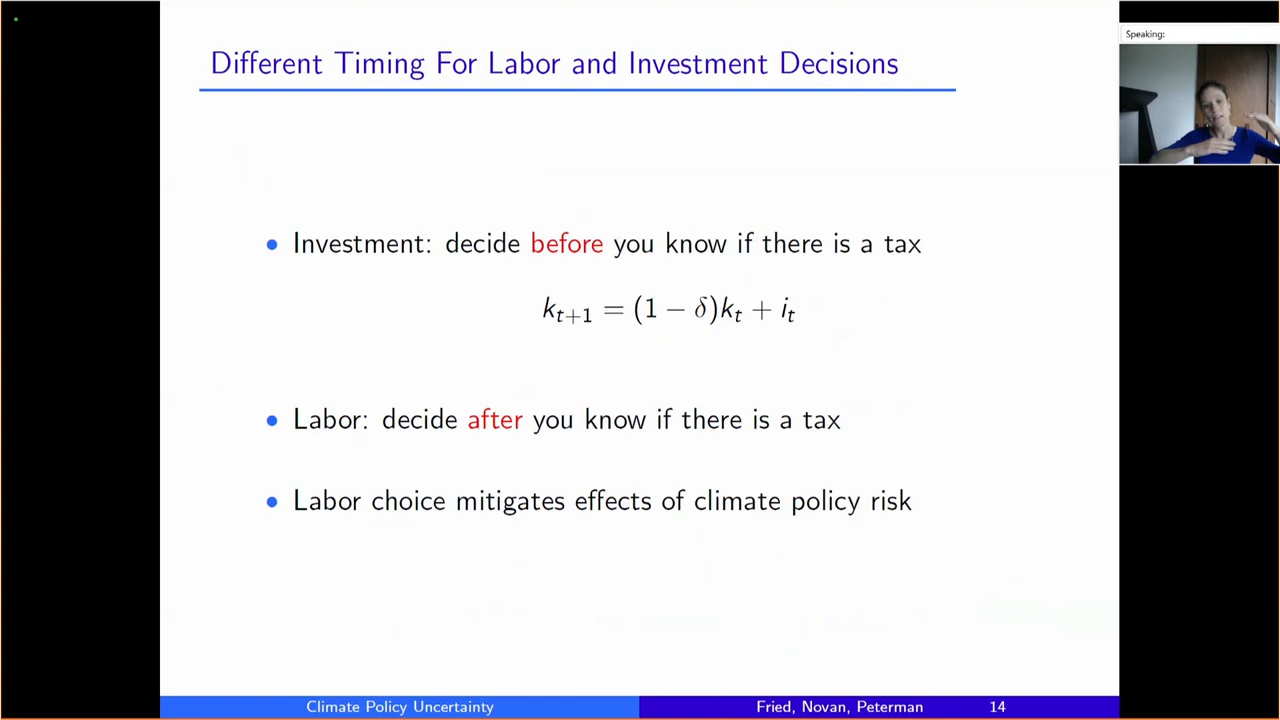 Different Timing For Labor and Investment Decisions
Speaking:
• Investment: decide before you know if there is a tax
k_{t+1} = (1 − δ)k_t + i_t
• Labor: decide after you know if there is a tax
• Labor choice mitigates effects of climate policy risk
Climate Policy Uncertainty
Fried, Novan, Peterman
14